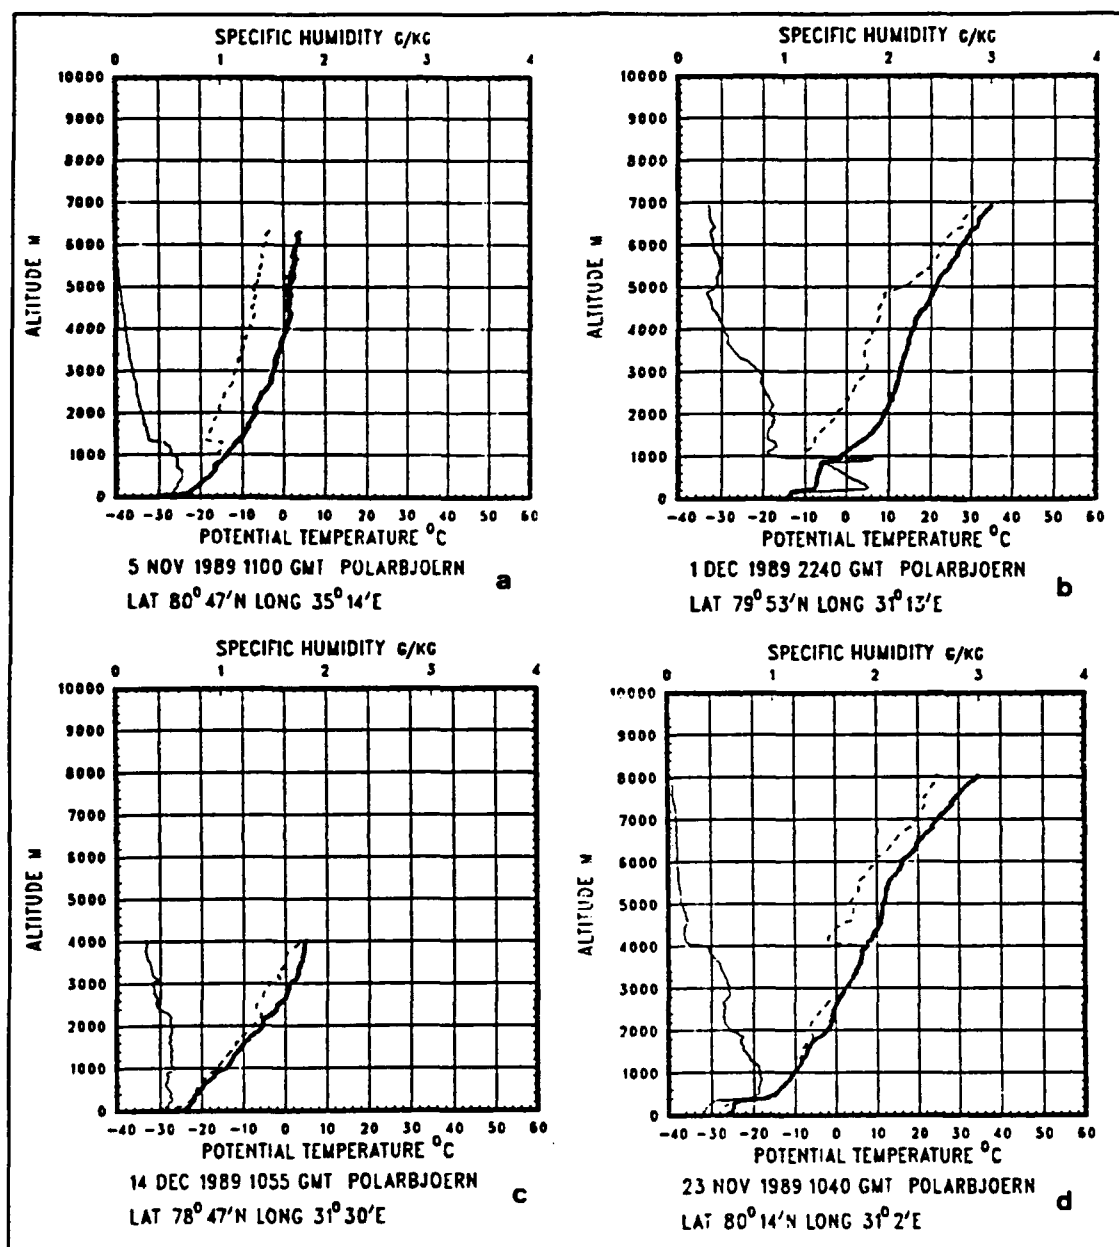 SPECIFIC HUMIDITY G/KG
0 1 2 3 4
10000
9000
8000
7000
6000
5000
4000
3000
2000
1000
0
ALTITUDE M
-40 -30 -20 -10 0 10 20 30 40 50 60
POTENTIAL TEMPERATURE °C
5 NOV 1989 1100 GMT POLARBJOERN
LAT 80°47'N LONG 35°14'E
a
SPECIFIC HUMIDITY G/KG
0 1 2 3 4
10000
9000
8000
7000
6000
5000
4000
3000
2000
1000
0
ALTITUDE M
-40 -30 -20 -10 0 10 20 30 40 50 60
POTENTIAL TEMPERATURE °C
1 DEC 1989 2240 GMT POLARBJOERN
LAT 79°53'N LONG 31°13'E
b
SPECIFIC HUMIDITY G/KG
0 1 2 3 4
10000
9000
8000
7000
6000
5000
4000
3000
2000
1000
0
ALTITUDE M
-40 -30 -20 -10 0 10 20 30 40 50 60
POTENTIAL TEMPERATURE °C
14 DEC 1989 1055 GMT POLARBJOERN
LAT 78°47'N LONG 31°30'E
c
SPECIFIC HUMIDITY G/KG
0 1 2 3 4
10000
9000
8000
7000
6000
5000
4000
3000
2000
1000
0
ALTITUDE M
-40 -30 -20 -10 0 10 20 30 40 50 60
POTENTIAL TEMPERATURE °C
23 NOV 1989 1040 GMT POLARBJOERN
LAT 80°14'N LONG 31°2'E
d